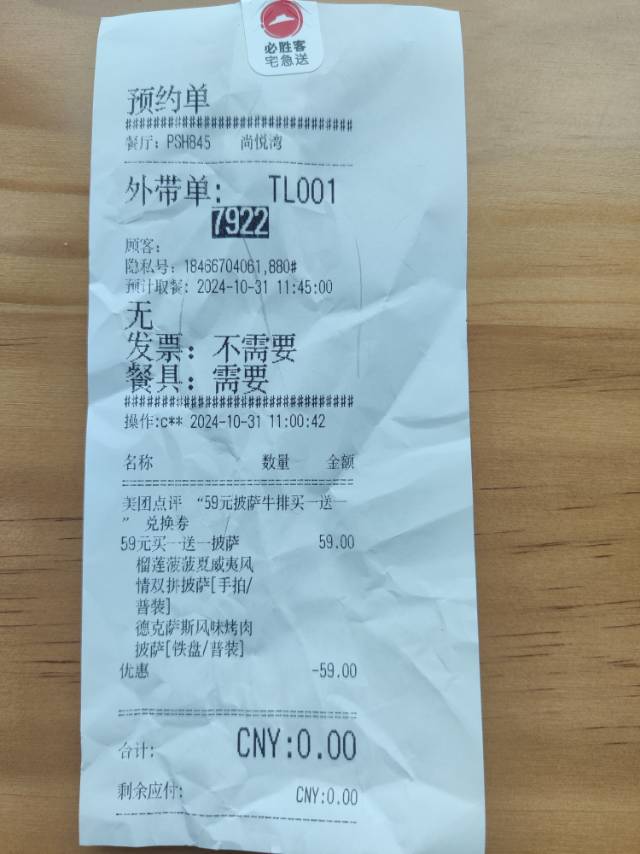 必胜客
宅急送
预约单
####################################
餐厅: PSH845 尚悦湾
外带单: TL001
7922
顾客:
隐私号: 18466704061,880#
预计取餐: 2024-10-31 11:45:00
无
发票: 不需要
餐具: 需要
####################################
操作:c** 2024-10-31 11:00:42
名称 数量 金额
美团点评 “59元披萨牛排买一送一
” 兑换券
59元买一送一披萨 59.00
榴莲菠菠夏威夷风
情双拼披萨[手拍/
普装]
德克萨斯风味烤肉
披萨[铁盘/普装]
优惠 -59.00
合计: CNY:0.00
剩余应付: CNY:0.00